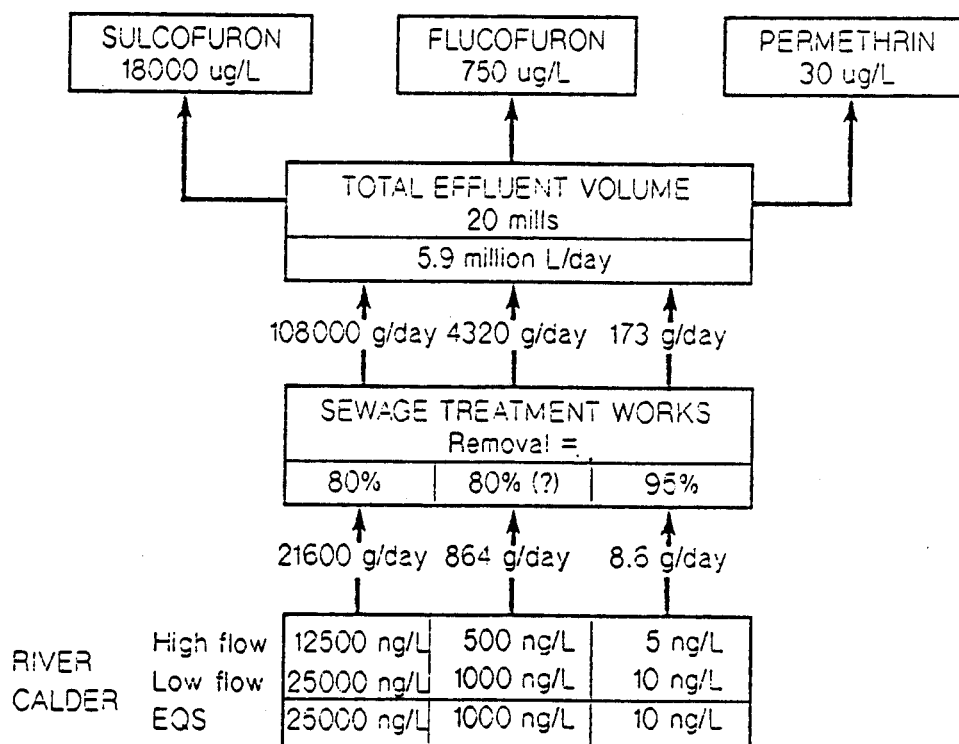 SULCOFURON
18000 ug/L
FLUCOFURON
750 ug/L
PERMETHRIN
30 ug/L
TOTAL EFFLUENT VOLUME
20 mills
5.9 million L/day
108000 g/day 4320 g/day 173 g/day
SEWAGE TREATMENT WORKS
Removal =
80% 80% (?) 95%
21600 g/day 864 g/day 8.6 g/day
RIVER
CALDER
High flow 12500 ng/L 500 ng/L 5 ng/L
Low flow 25000 ng/L 1000 ng/L 10 ng/L
EQS 25000 ng/L 1000 ng/L 10 ng/L